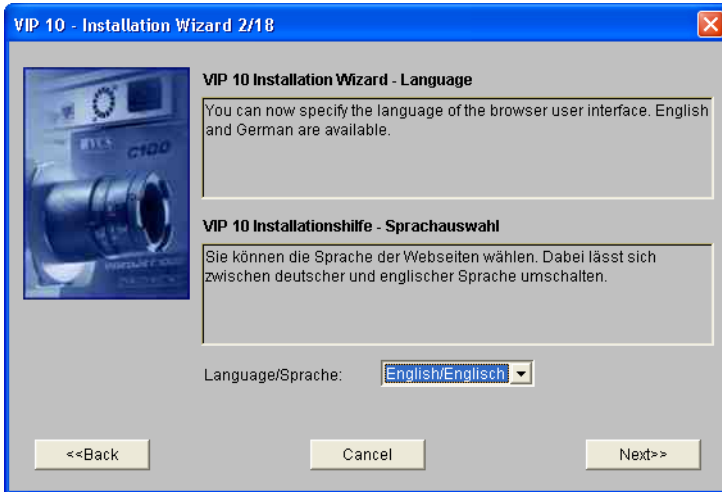 VIP 10 - Installation Wizard 2/18
VIP 10 Installation Wizard - Language
You can now specify the language of the browser user interface. English
and German are available.
C100
VIP 10 Installationshilfe - Sprachauswahl
Sie können die Sprache der Webseiten wählen. Dabei lässt sich
zwischen deutscher und englischer Sprache umschalten.
Language/Sprache:
English/Englisch
<<Back
Cancel
Next>>